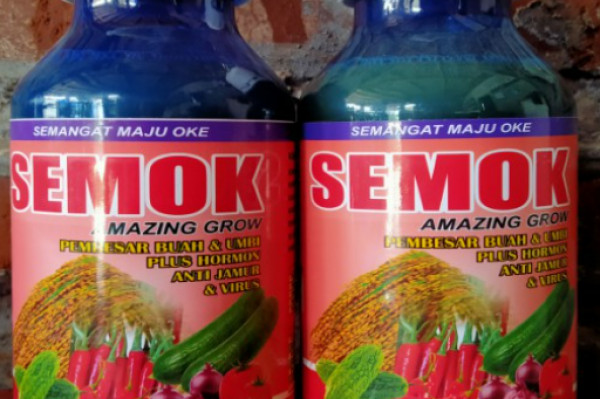 SEMANGAT MAJU OKE
SEMOK
AMAZING GROW
PEMBESAR BUAH & UMBI
PLUS HORMON
ANTI JAMUR
& VIRUS
SEMANGAT MAJU OKE
SEMOK
AMAZING GROW
PEMBESAR BUAH & UMBI
PLUS HORMON
ANTI JAMUR
& VIRUS